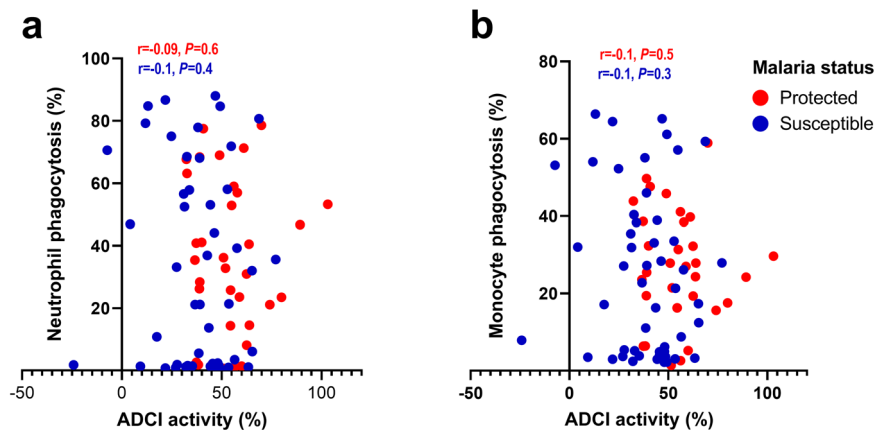 a
r=-0.09, P=0.6
r=-0.1, P=0.4
Neutrophil phagocytosis (%)
100
80
60
40
20
-50
0
50
100
ADCI activity (%)
b
r=-0.1, P=0.5
r=-0.1, P=0.3
Monocyte phagocytosis (%)
80
60
40
20
-50
0
50
100
ADCI activity (%)
Malaria status
Protected
Susceptible